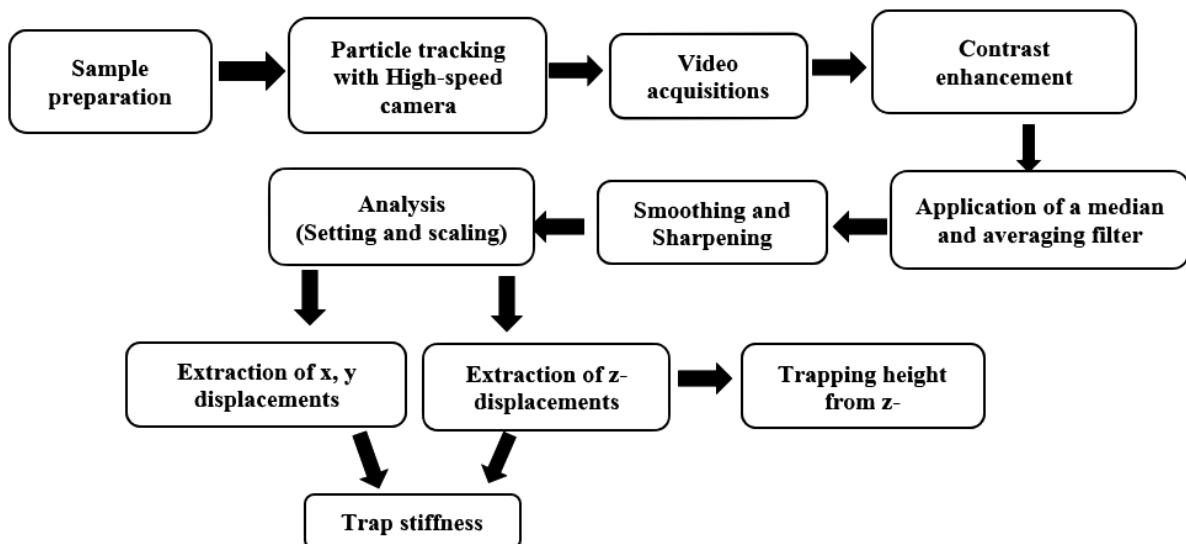 Sample
preparation
Particle tracking
with High-speed
camera
Video
acquisitions
Contrast
enhancement
Application of a median
and averaging filter
Smoothing and
Sharpening
Analysis
(Setting and scaling)
Extraction of x, y
displacements
Extraction of z-
displacements
Trapping height
from z-
Trap stiffness